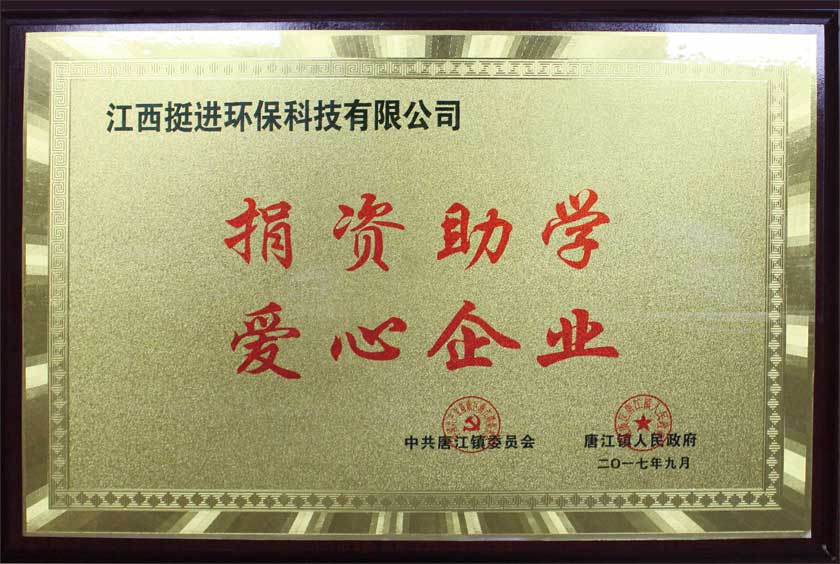 江西挺进环保科技有限公司
捐资助学
爱心企业
中共唐江镇委员会 唐江镇人民政府
二〇一七年九月